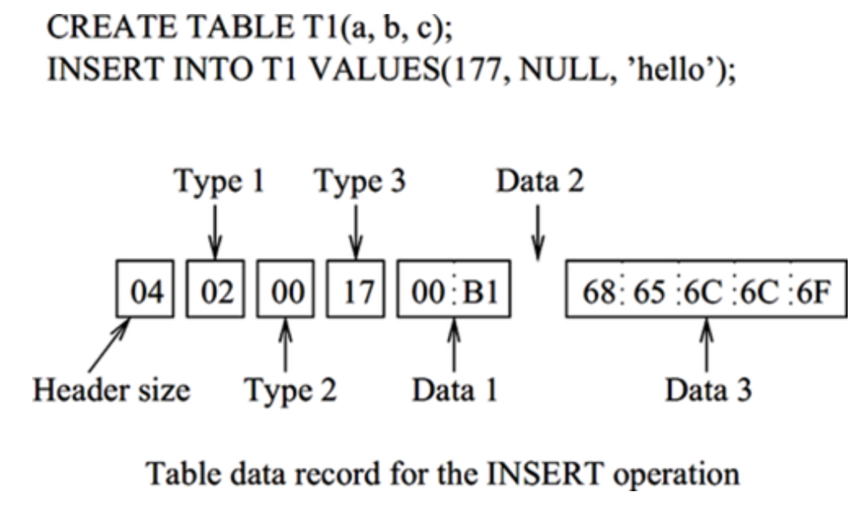 CREATE TABLE T1(a, b, c);
INSERT INTO T1 VALUES(177, NULL, ’hello’);
Type 1 Type 3 Data 2
04 02 00 17 00 B1 68 65 6C 6C 6F
Header size Type 2 Data 1 Data 3
Table data record for the INSERT operation